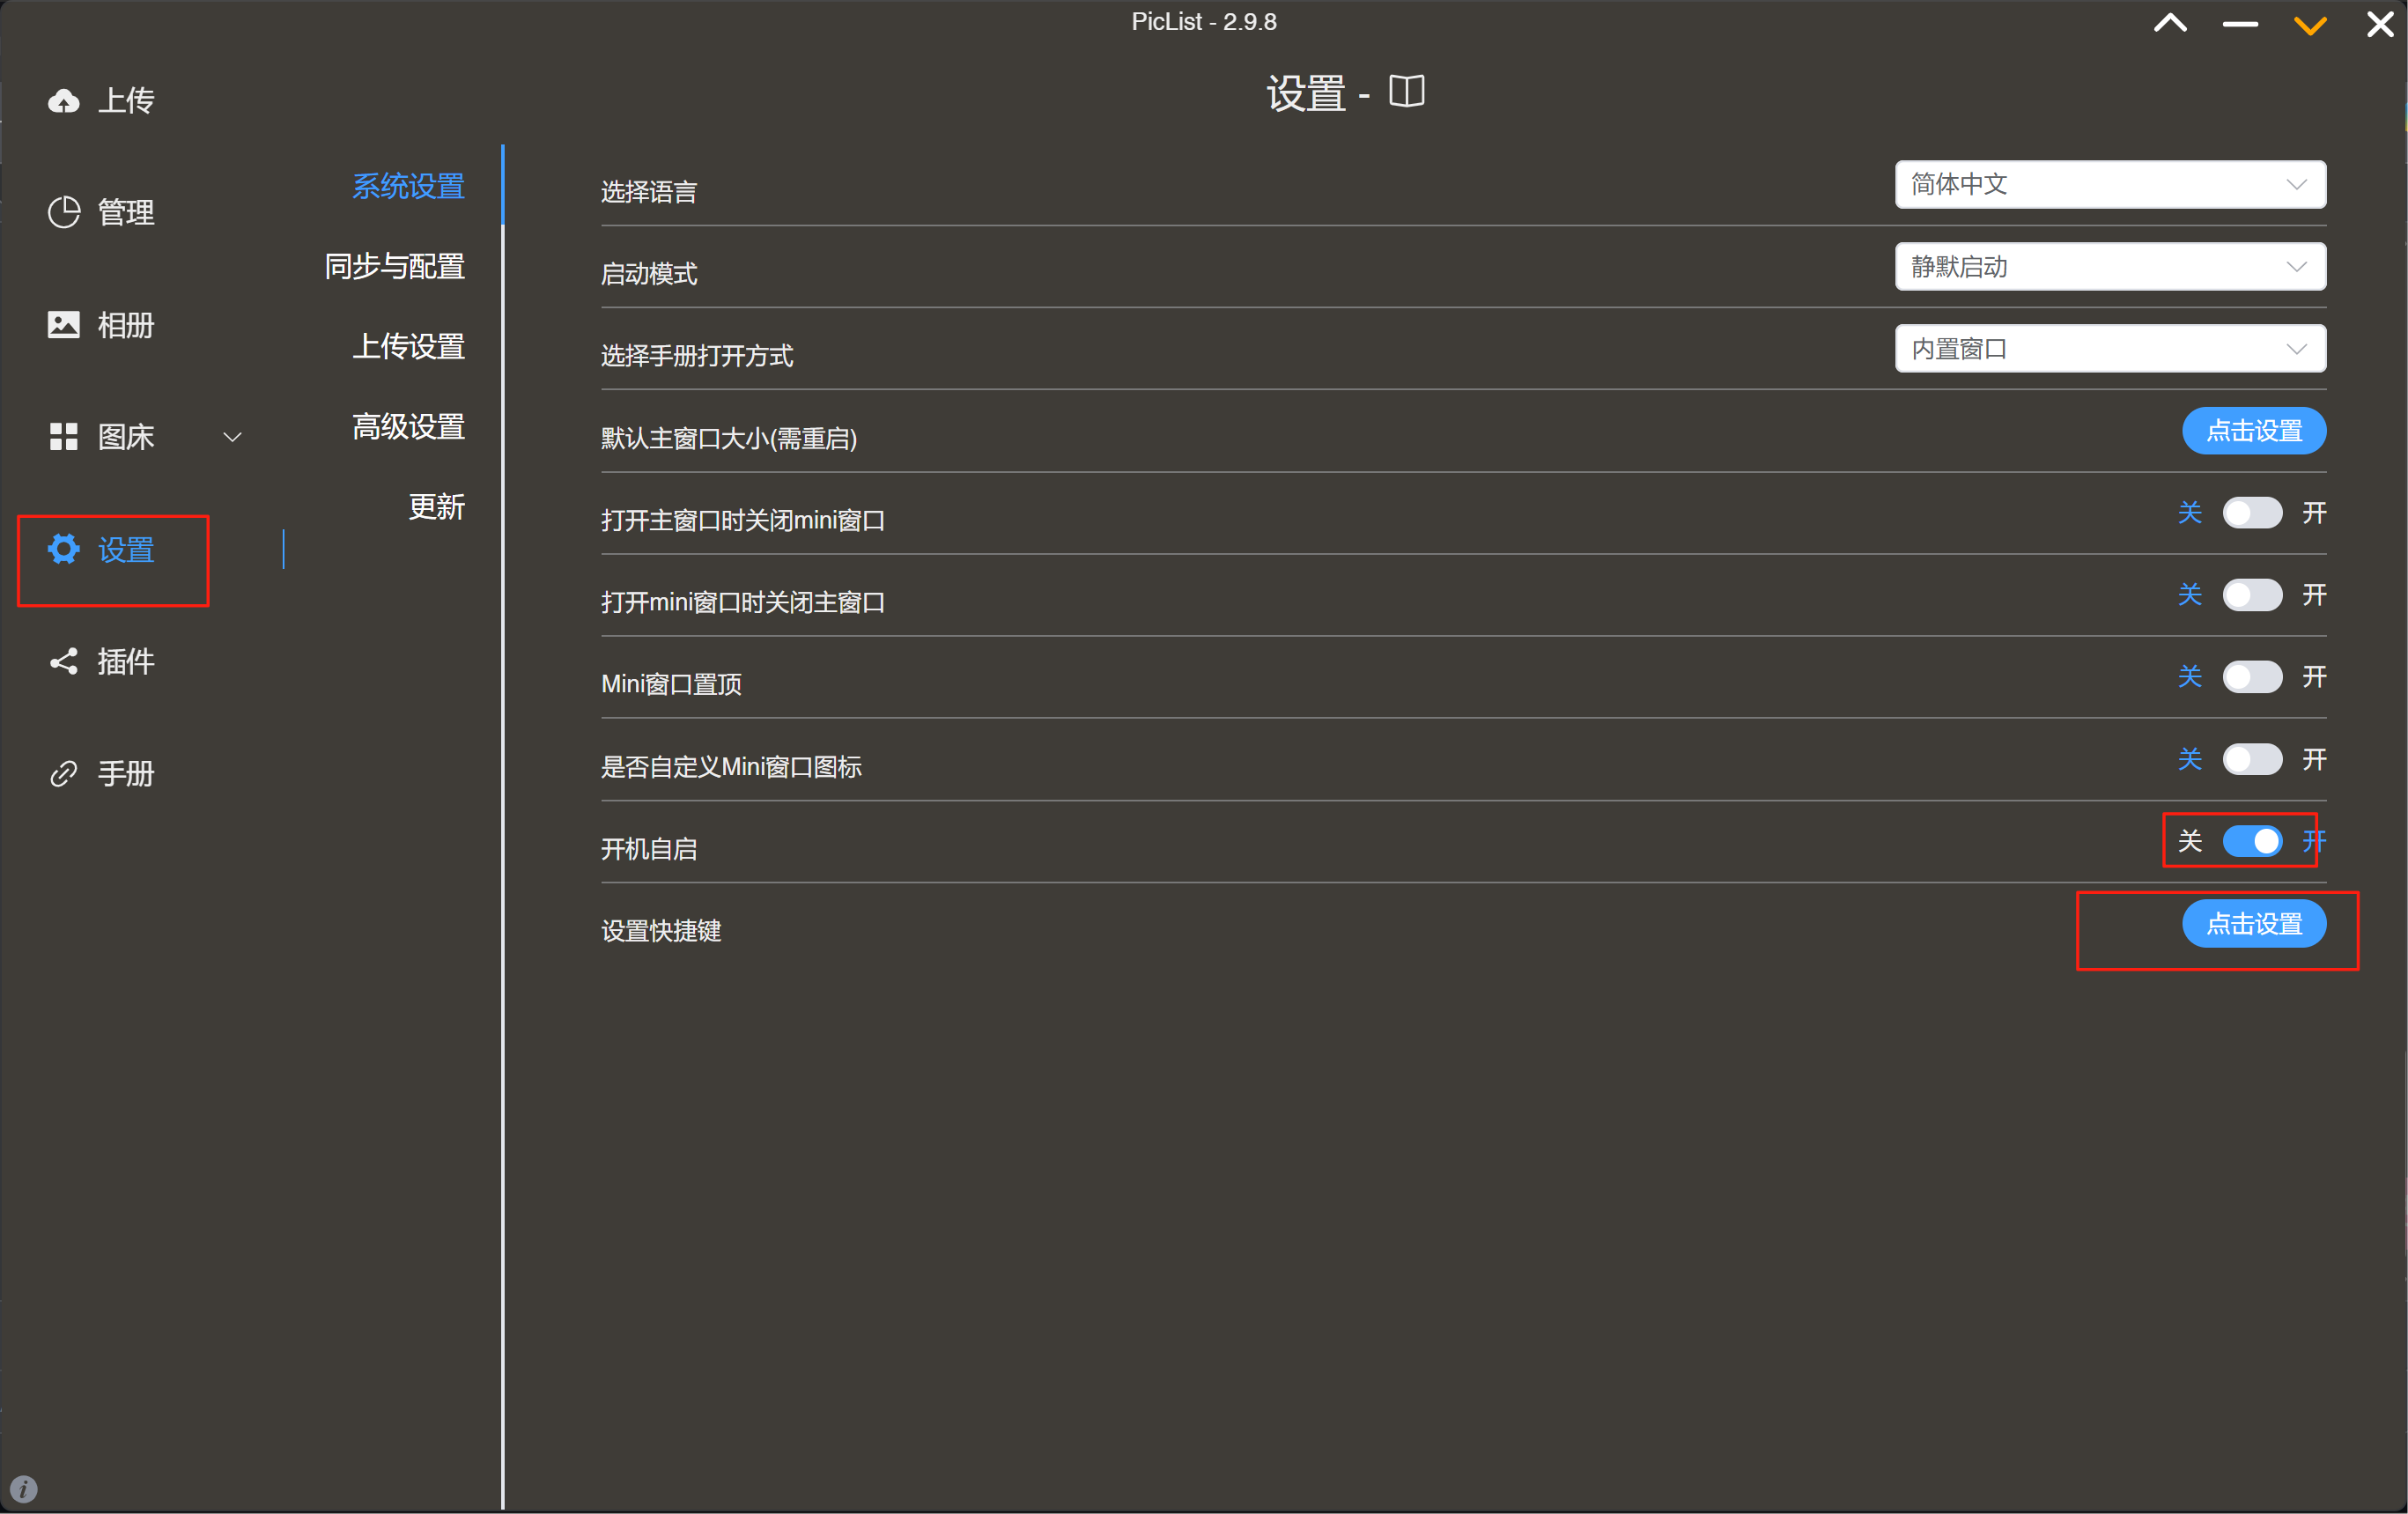 PicList - 2.9.8
设置 -
上传
管理
相册
图床
设置
插件
手册
系统设置
同步与配置
上传设置
高级设置
更新
选择语言
简体中文
启动模式
静默启动
选择手册打开方式
内置窗口
默认主窗口大小(需重启)
点击设置
打开主窗口时关闭mini窗口
关 开
打开mini窗口时关闭主窗口
关 开
Mini窗口置顶
关 开
是否自定义Mini窗口图标
关 开
开机自启
关 开
设置快捷键
点击设置